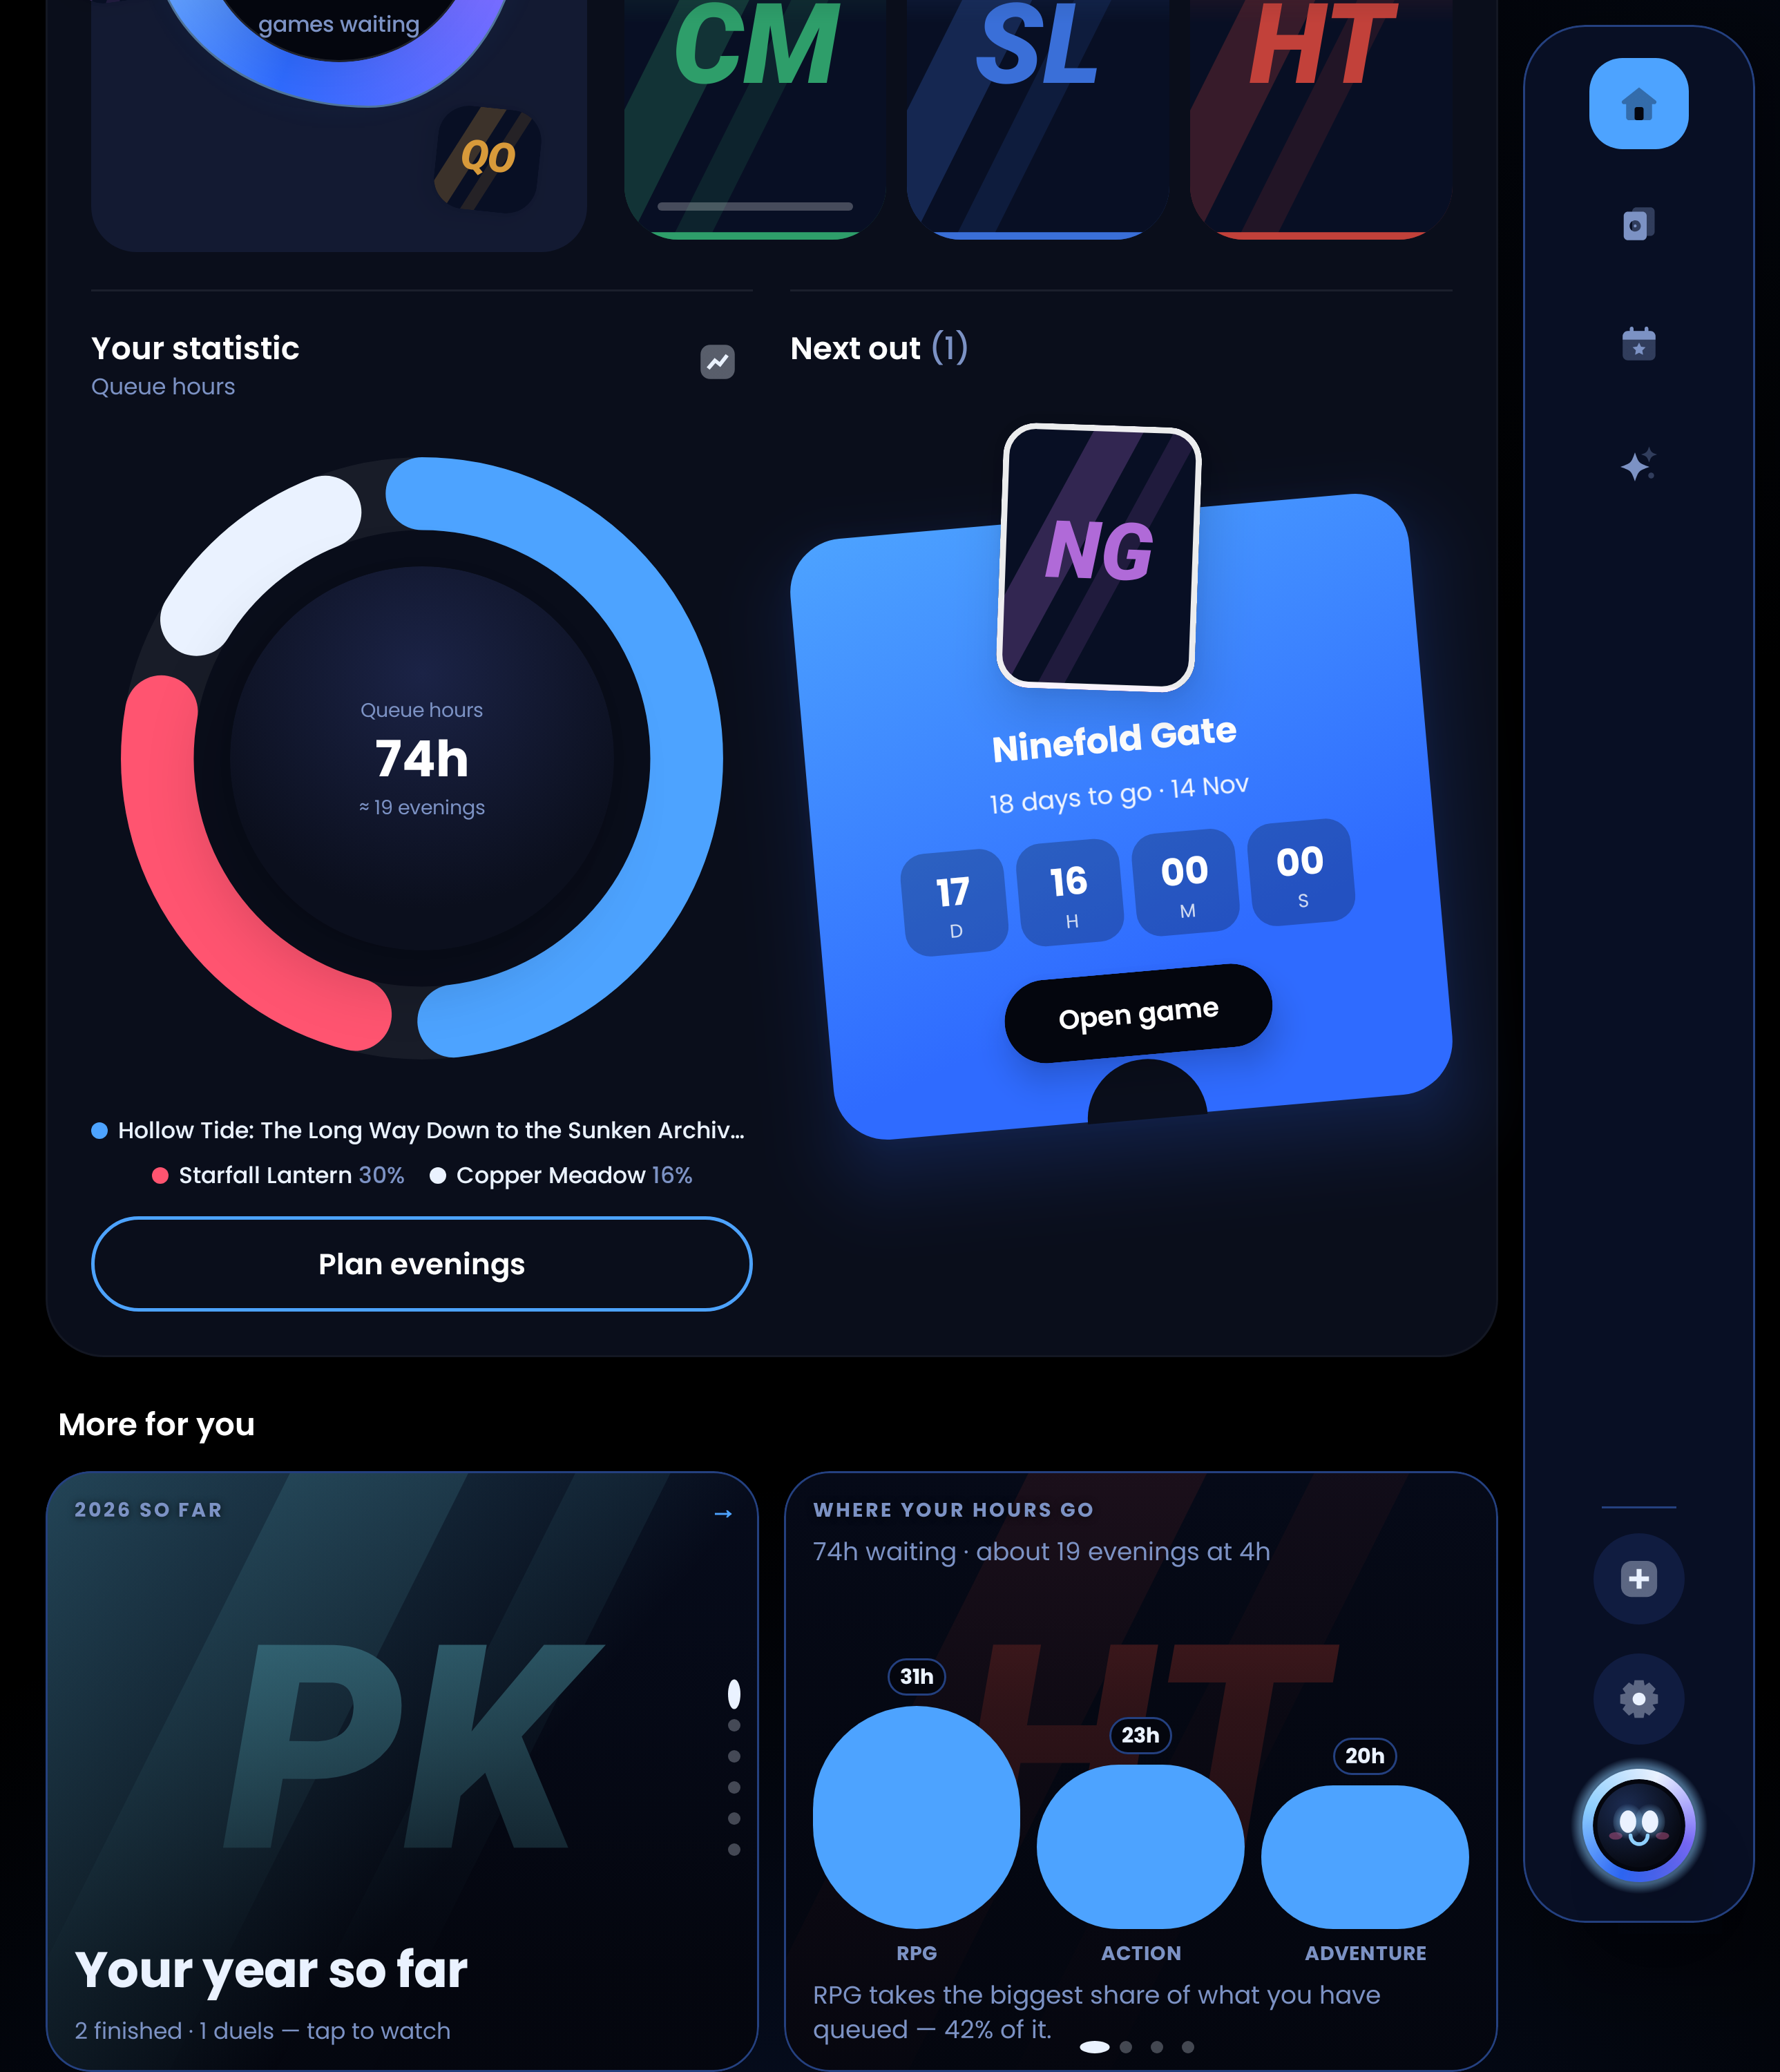 games waiting
CM
SL
HT
QO
Your statistic
Queue hours
Next out (1)
NG
Queue hours
74h
≈ 19 evenings
Ninefold Gate
18 days to go · 14 Nov
17
D
16
H
00
M
00
S
Open game
Hollow Tide: The Long Way Down to the Sunken Archiv...
Starfall Lantern 30%
Copper Meadow 16%
Plan evenings
More for you
2026 SO FAR
→
PK
Your year so far
2 finished · 1 duels — tap to watch
WHERE YOUR HOURS GO
74h waiting · about 19 evenings at 4h
HT
31h
23h
20h
RPG
ACTION
ADVENTURE
RPG takes the biggest share of what you have
queued — 42% of it.